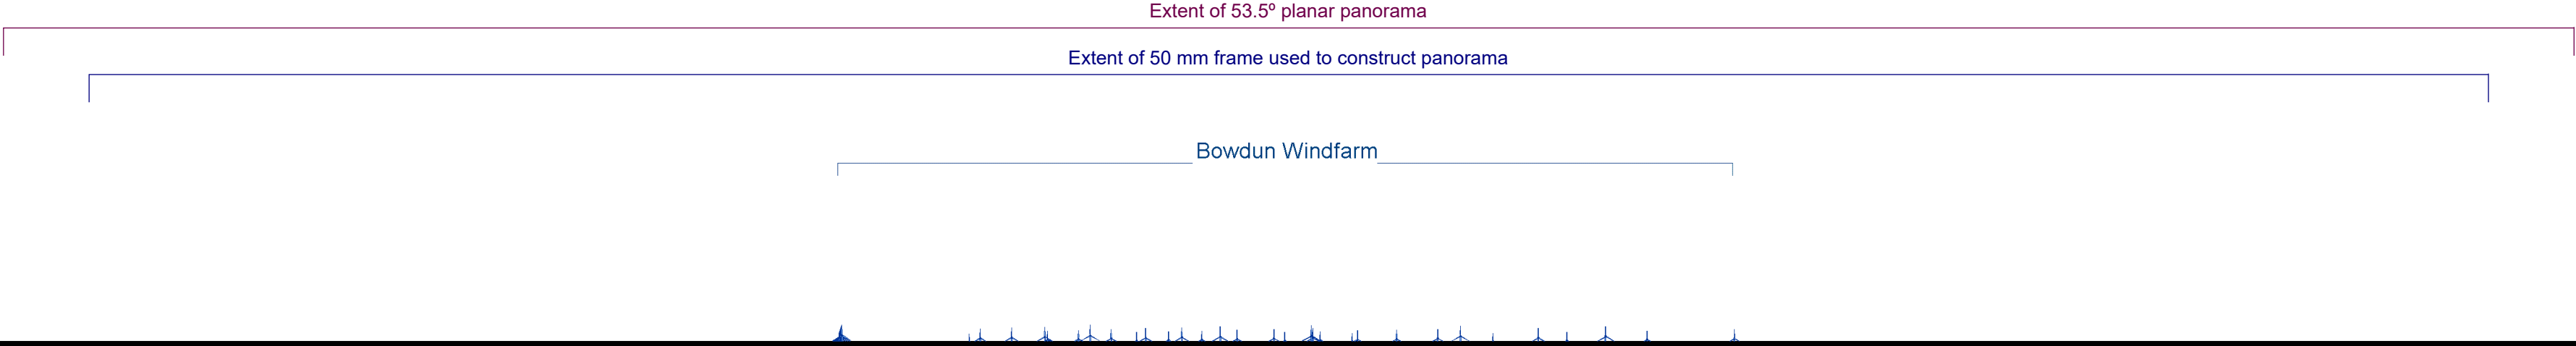 Extent of 53.5º planar panorama
Extent of 50 mm frame used to construct panorama
Bowdun Windfarm